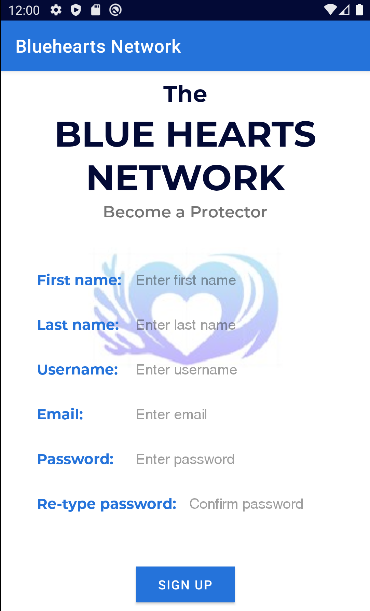 12:00
Bluehearts Network
The
BLUE HEARTS
NETWORK
Become a Protector
First name: Enter first name
Last name: Enter last name
Username: Enter username
Email: Enter email
Password: Enter password
Re-type password: Confirm password
SIGN UP